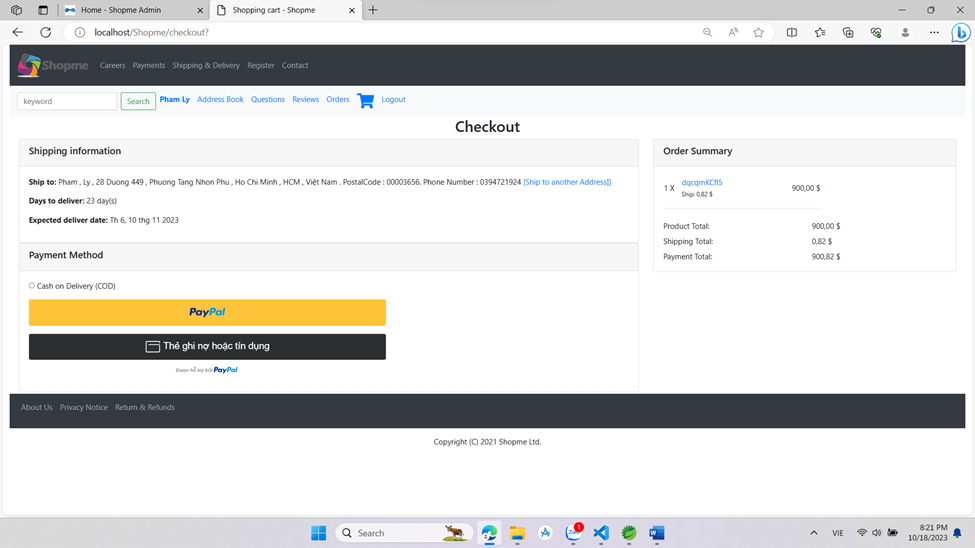 Home - Shopme Admin
Shopping cart - Shopme
localhost/Shopme/checkout?
Shopme Careers Payments Shipping & Delivery Register Contact
keyword Search Pham Ly Address Book Questions Reviews Orders Logout
Checkout
Shipping information
Ship to: Pham , Ly , 28 Duong 449 , Phuong Tang Nhon Phu , Ho Chi Minh , HCM , Việt Nam . PostalCode : 00003656. Phone Number : 0394721924 [Ship to another Address]]
Days to deliver: 23 day(s)
Expected deliver date: Th 6, 10 thg 11 2023
Payment Method
Cash on Delivery (COD)
PayPal
Thẻ ghi nợ hoặc tín dụng
Được hỗ trợ bởi PayPal
Order Summary
1 X dqcqmKCfI5 900,00 $
Ship: 0,82 $
Product Total: 900,00 $
Shipping Total: 0,82 $
Payment Total: 900,82 $
About Us Privacy Notice Return & Refunds
Copyright (C) 2021 Shopme Ltd.
Search
1
VIE
8:21 PM
10/18/2023